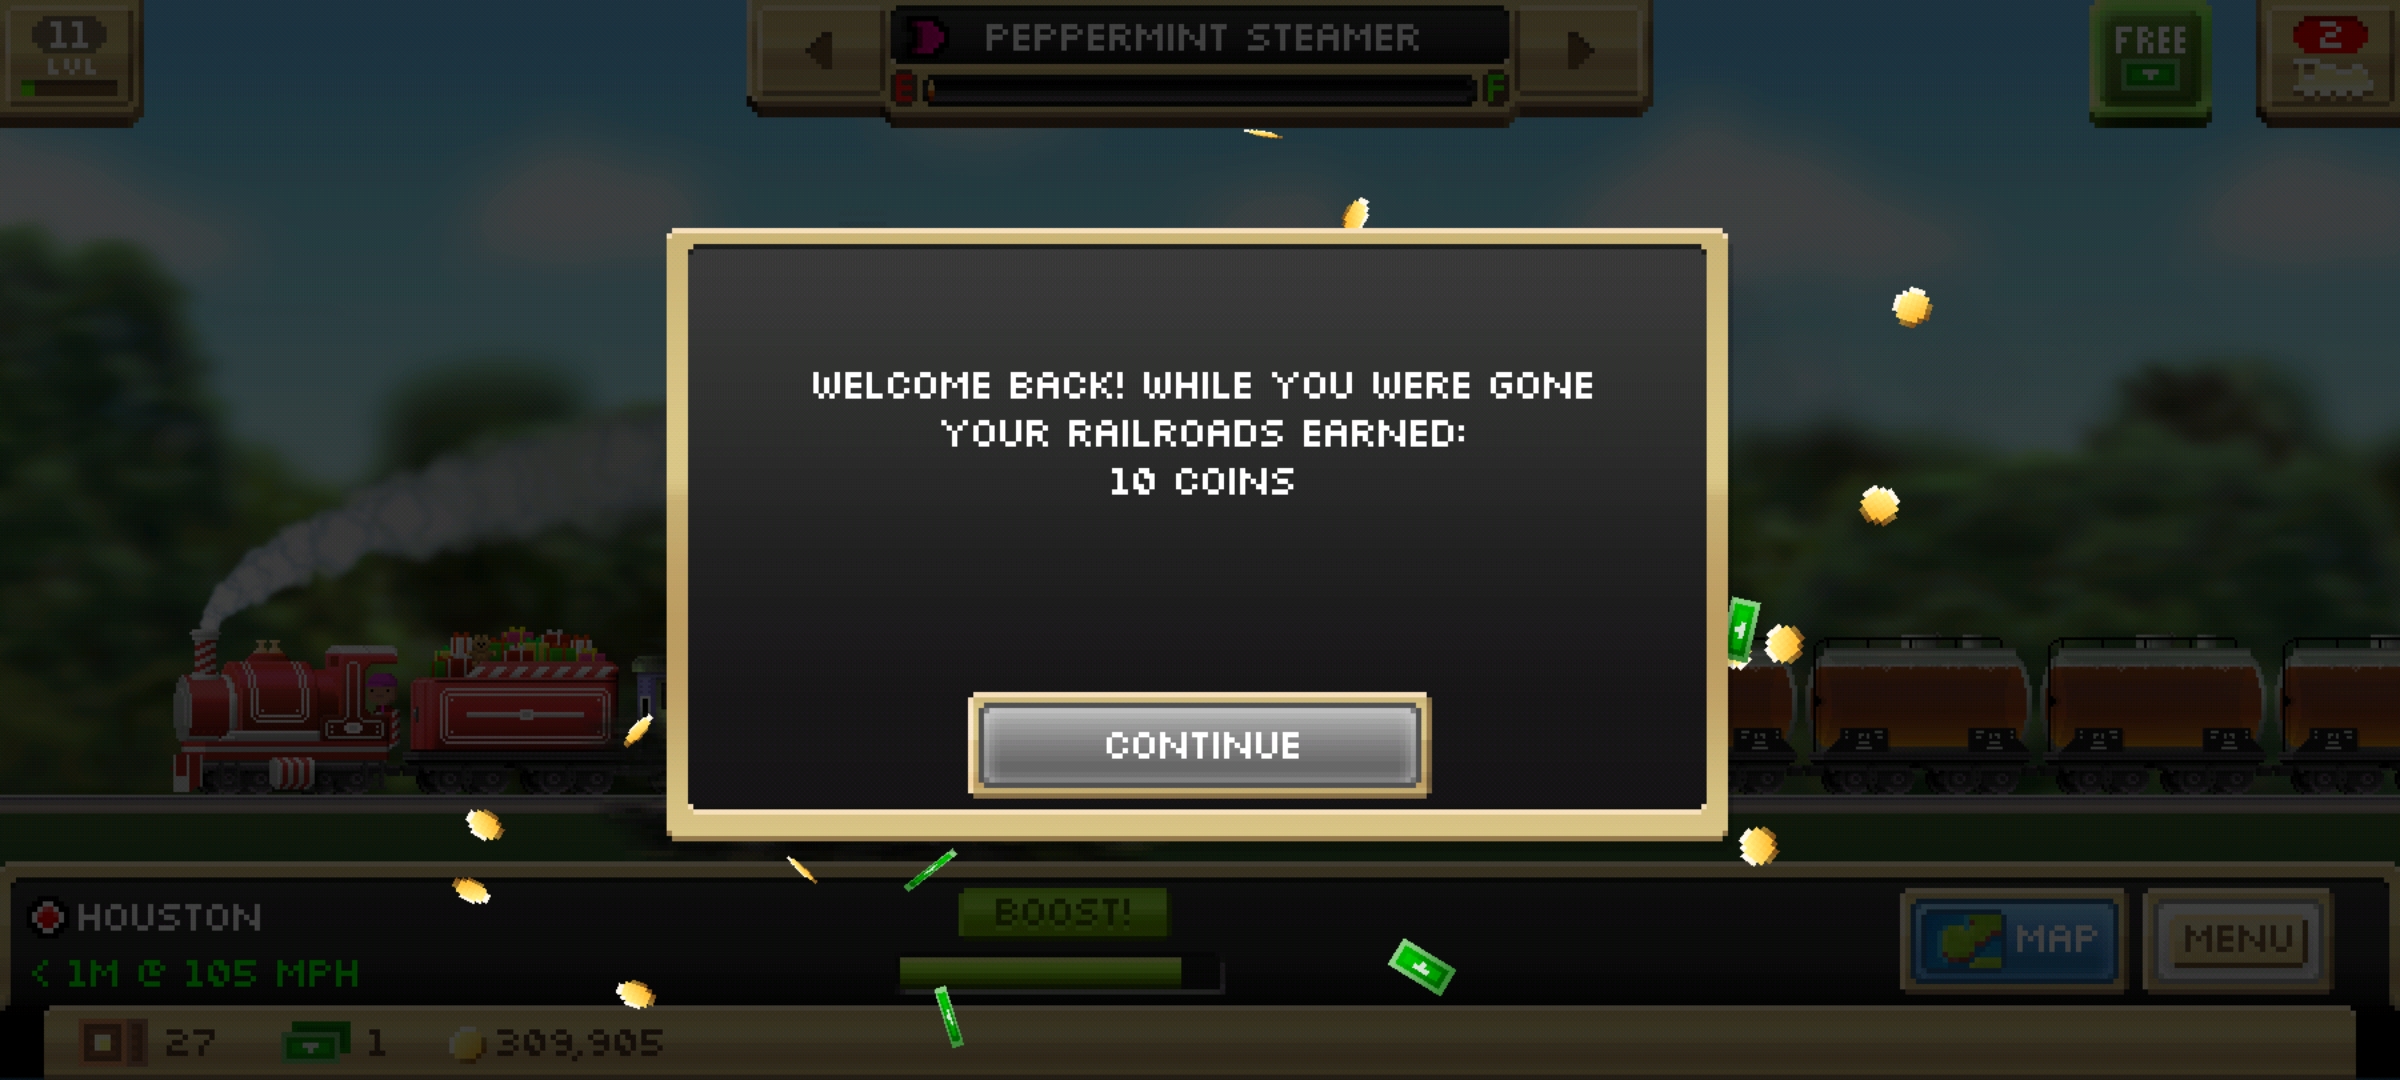 11
LVL
PEPPERMINT STEAMER
E
F
FREE
2
WELCOME BACK! WHILE YOU WERE GONE
YOUR RAILROADS EARNED:
10 COINS
CONTINUE
HOUSTON
< 1M @ 105 MPH
BOOST!
MAP
MENU
27
1
309,905